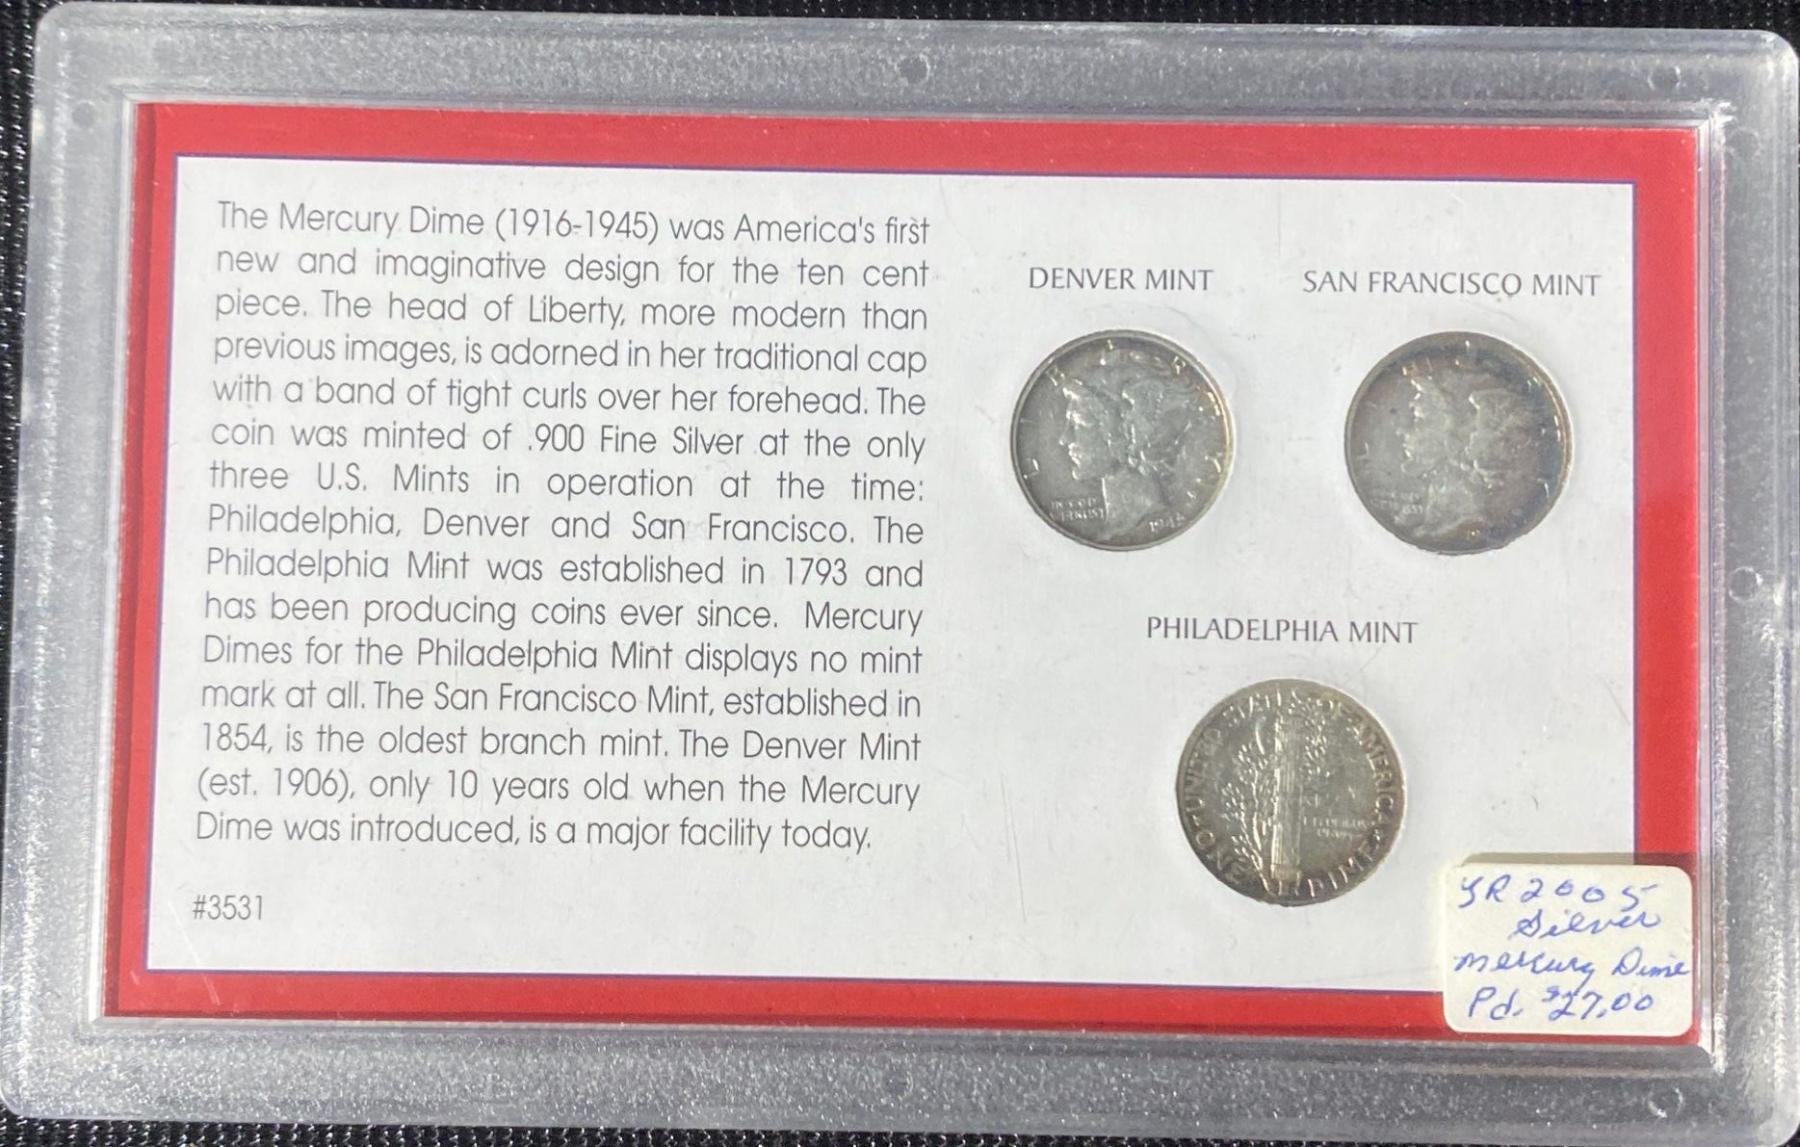 The Mercury Dime (1916-1945) was America's first
new and imaginative design for the ten cent
piece. The head of Liberty, more modern than
previous images, is adorned in her traditional cap
with a band of tight curls over her forehead. The
coin was minted of .900 Fine Silver at the only
three U.S. Mints in operation at the time:
Philadelphia, Denver and San Francisco. The
Philadelphia Mint was established in 1793 and
has been producing coins ever since. Mercury
Dimes for the Philadelphia Mint displays no mint
mark at all. The San Francisco Mint, established in
1854, is the oldest branch mint. The Denver Mint
(est. 1906), only 10 years old when the Mercury
Dime was introduced, is a major facility today.
#3531
DENVER MINT
SAN FRANCISCO MINT
PHILADELPHIA MINT
UNITED STATES OF AMERICA
ONE DIME
YR 2005
Silver
Mercury Dime
Pd. $27.00